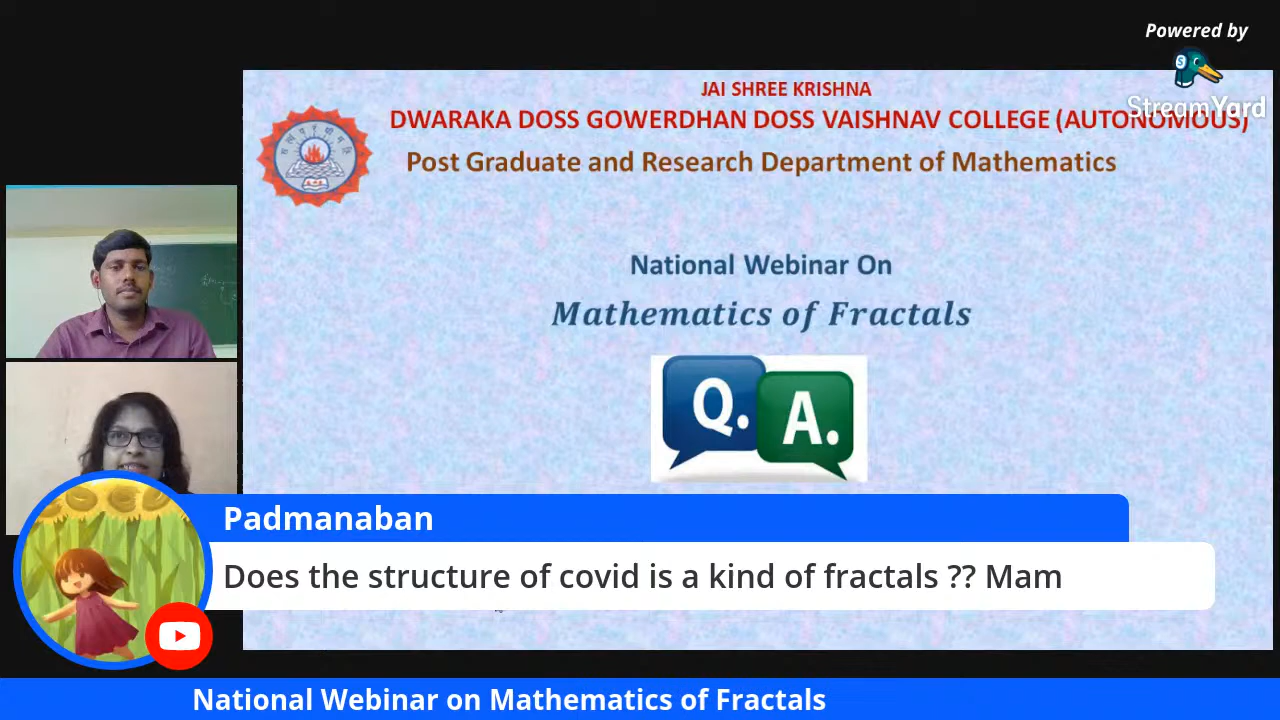 Powered by
StreamYard
JAI SHREE KRISHNA
DWARAKA DOSS GOWERDHAN DOSS VAISHNAV COLLEGE (AUTONOMOUS)
Post Graduate and Research Department of Mathematics
National Webinar On
Mathematics of Fractals
Q. A.
Padmanaban
Does the structure of covid is a kind of fractals ?? Mam
National Webinar on Mathematics of Fractals